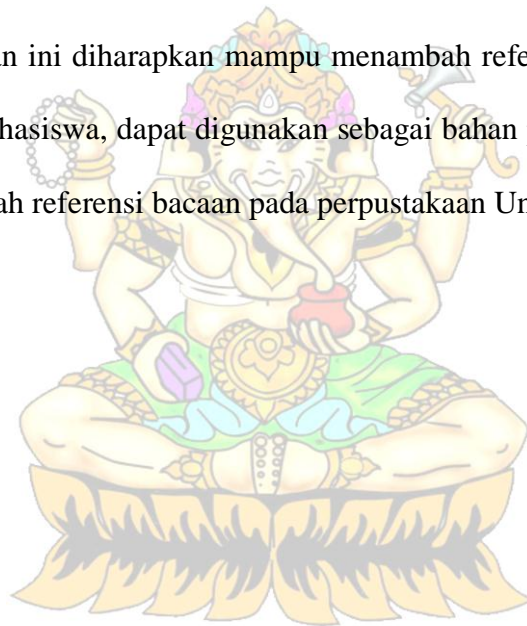 an ini diharapkan mampu menambah refe
hasiswa, dapat digunakan sebagai bahan
ah referensi bacaan pada perpustakaan Un